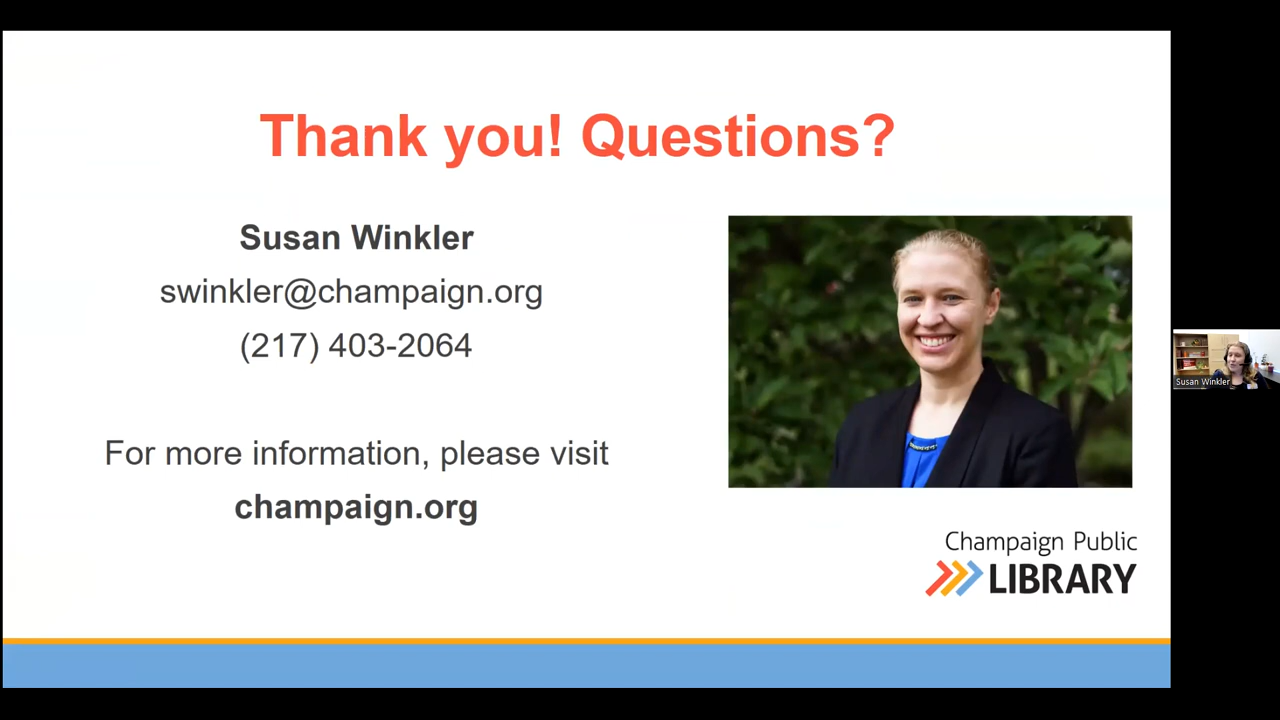 Thank you! Questions?
Susan Winkler
swinkler@champaign.org
(217) 403-2064
For more information, please visit
champaign.org
Champaign Public
LIBRARY
Susan Winkler